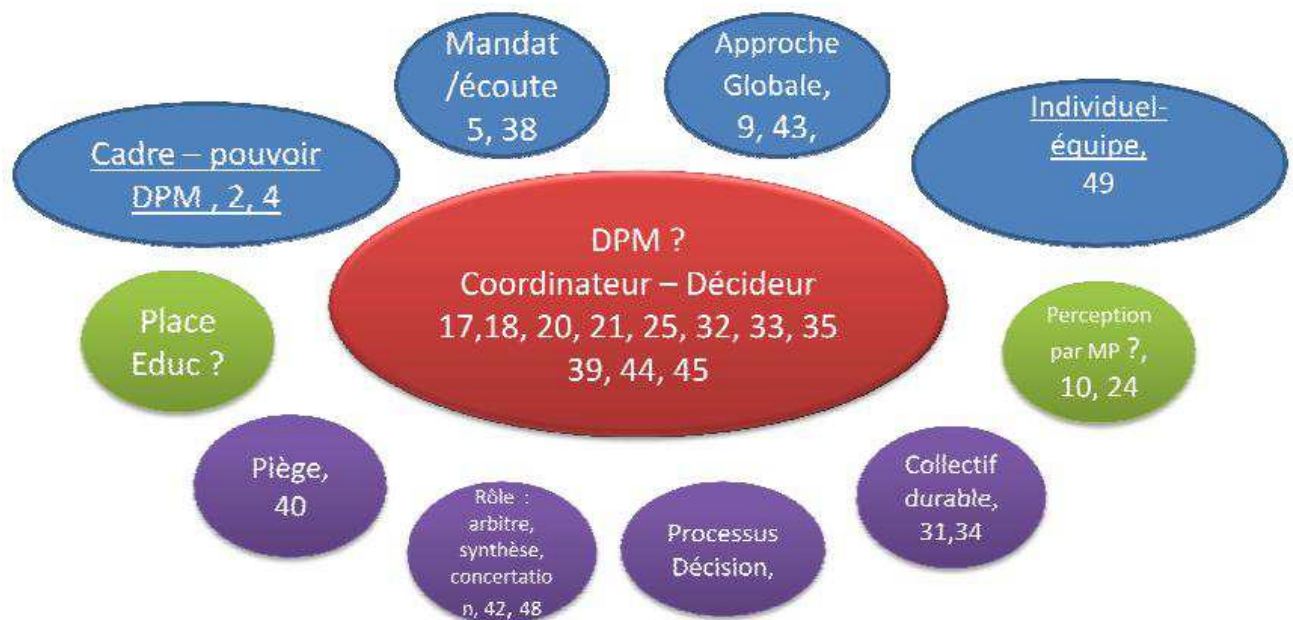 Mandat
/écoute
5, 38
Approche
Globale,
9, 43,
Cadre – pouvoir
DPM , 2, 4
Individuel-
équipe,
49
DPM ?
Coordinateur – Décideur
17,18, 20, 21, 25, 32, 33, 35
39, 44, 45
Place
Educ ?
Perception
par MP ?,
10, 24
Piège,
40
Rôle :
arbitre,
synthèse,
concertatio
n, 42, 48
Processus
Décision,
Collectif
durable,
31,34